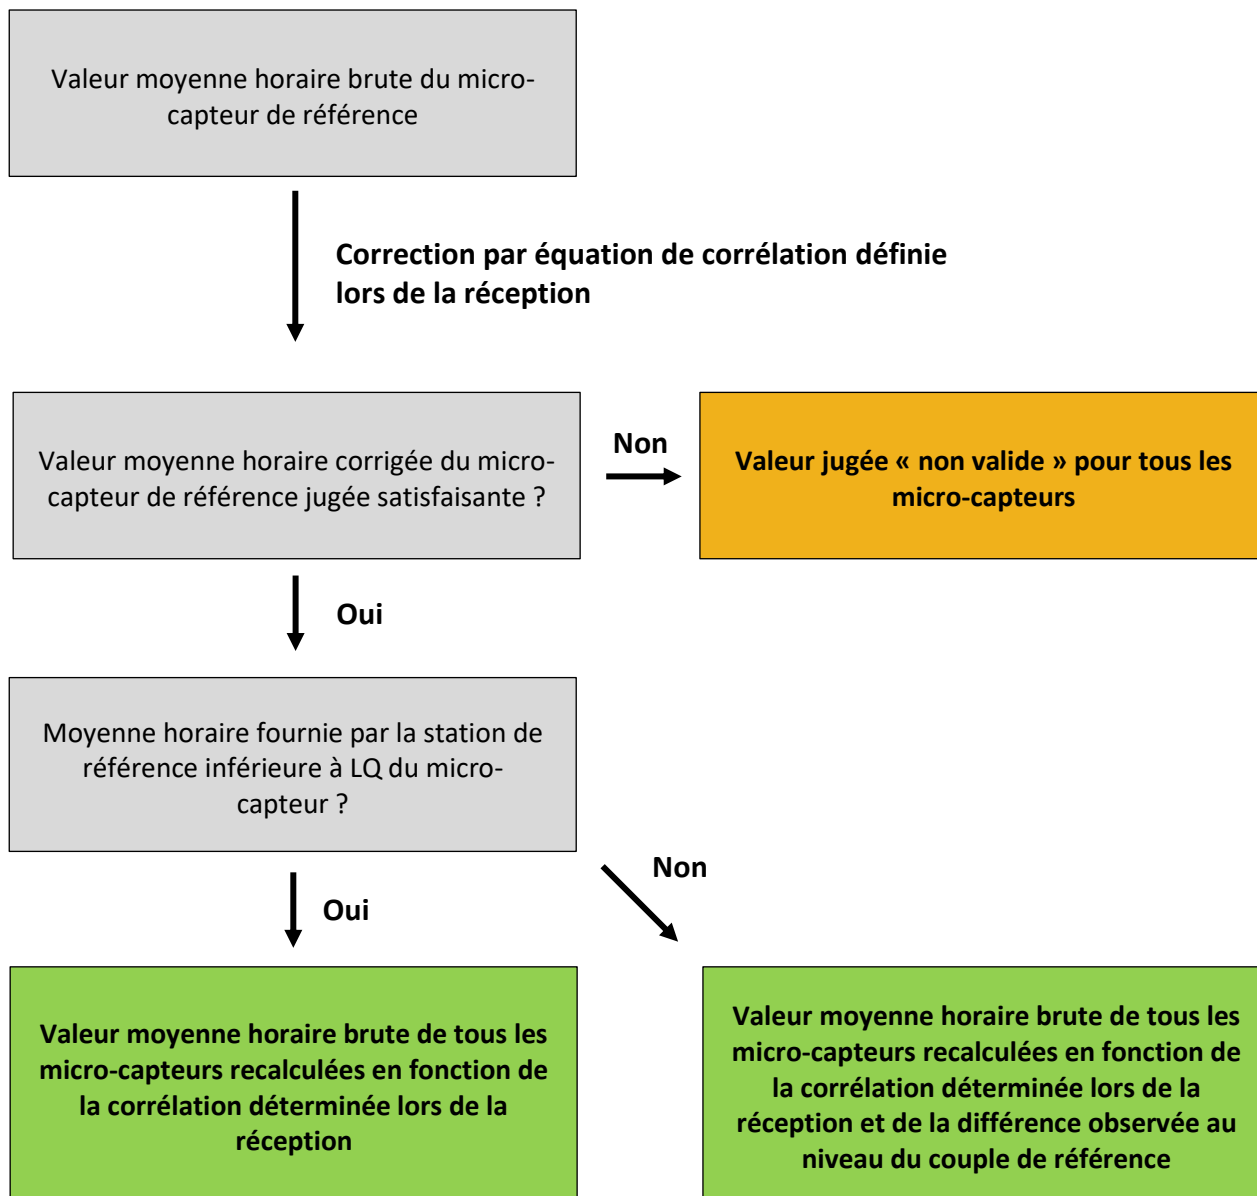 Valeur moyenne horaire brute du micro-
capteur de référence
Correction par équation de corrélation définie
lors de la réception
Valeur moyenne horaire corrigée du micro-
capteur de référence jugée satisfaisante ?
Non
Valeur jugée « non valide » pour tous les
micro-capteurs
Oui
Moyenne horaire fournie par la station de
référence inférieure à LQ du micro-
capteur ?
Non
Oui
Valeur moyenne horaire brute de tous les
micro-capteurs recalculées en fonction de
la corrélation déterminée lors de la
réception
Valeur moyenne horaire brute de tous les
micro-capteurs recalculées en fonction de
la corrélation déterminée lors de la
réception et de la différence observée au
niveau du couple de référence